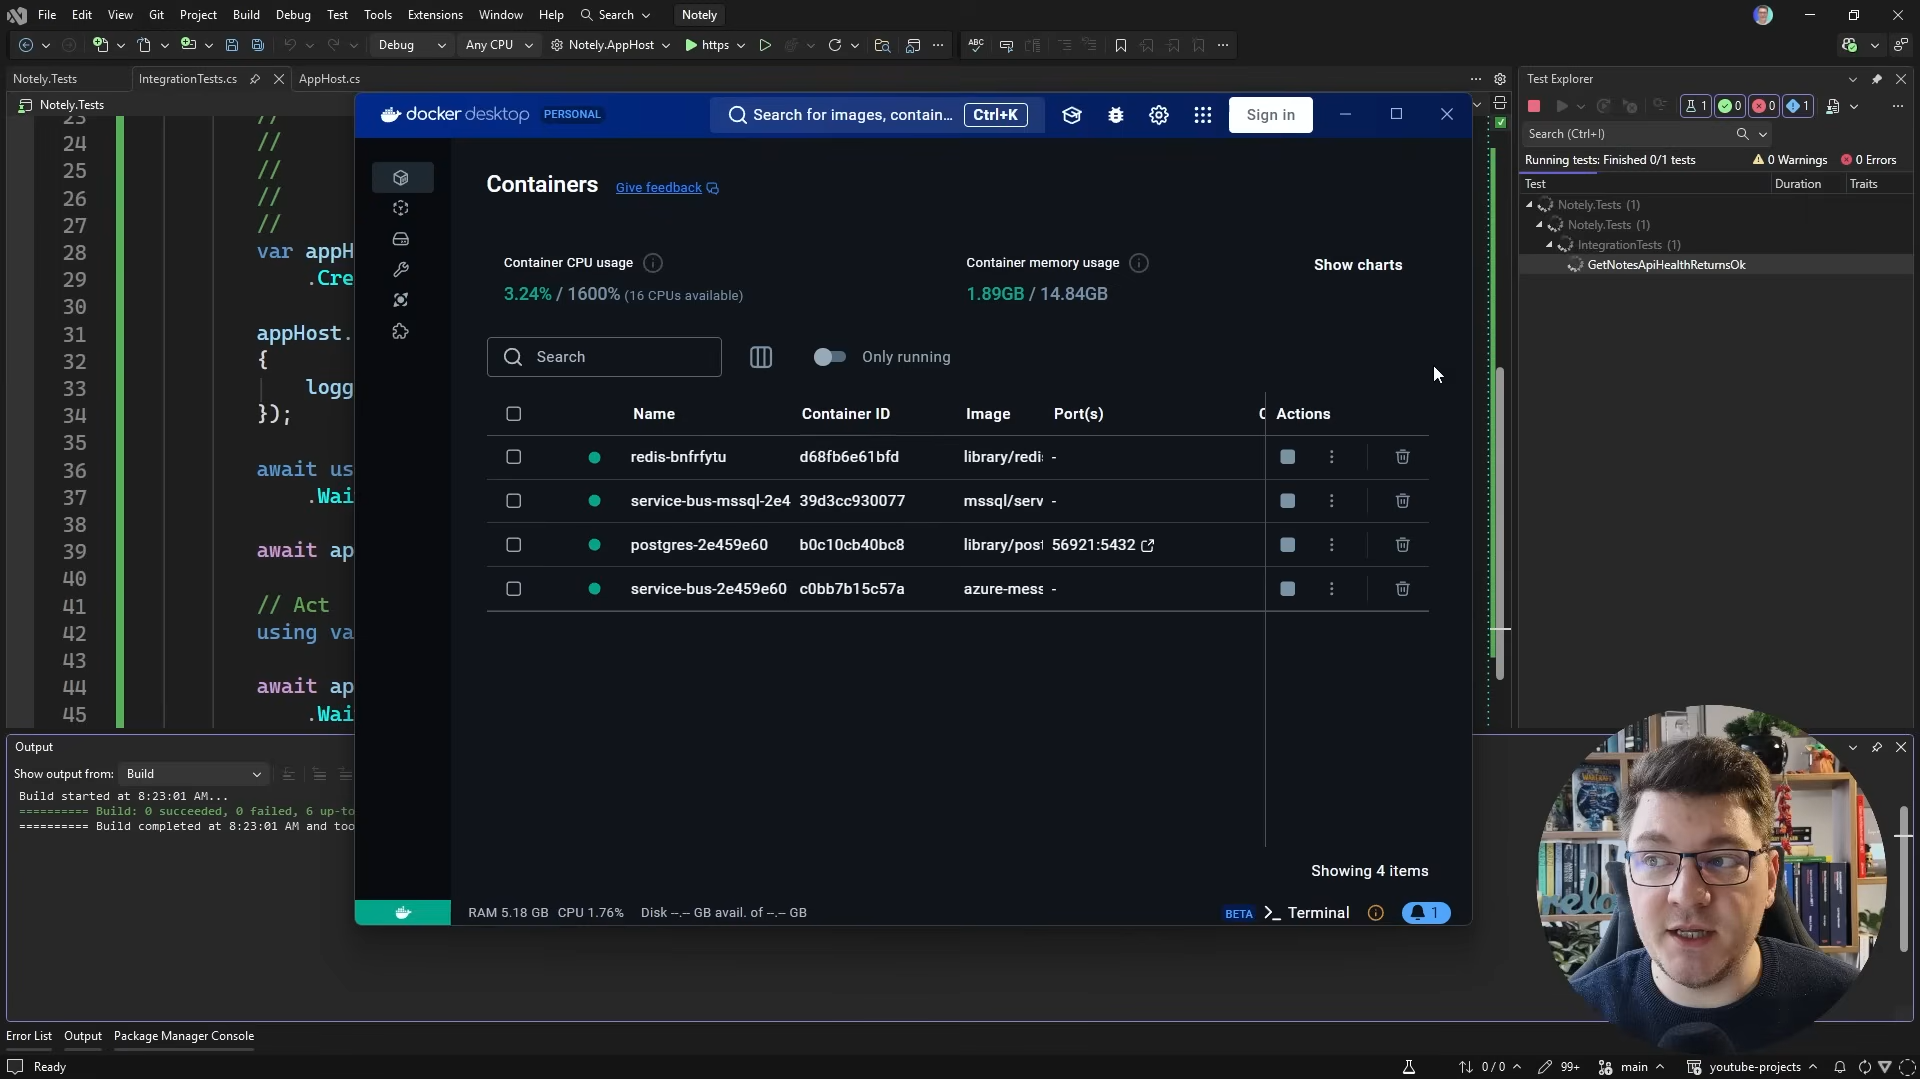 File Edit View Git Project Build Debug Test Tools Extensions Window Help Search Notely
Debug Any CPU Notely.AppHost https
Notely.Tests IntegrationTests.cs AppHost.cs
Notely.Tests
23 //
24 //
25 //
26 //
27 //
28 var appH
29 .Cre
30
31 appHost.
32 {
33 logg
34 });
35
36 await us
37 .Wai
38
39 await ap
40
41 // Act
42 using va
43
44 await ap
45 .Wai
docker desktop PERSONAL Search for images, contain... Ctrl+K Sign in
Containers Give feedback
Container CPU usage
3.24% / 1600% (16 CPUs available)
Container memory usage
1.89GB / 14.84GB
Show charts
Search Only running
Name Container ID Image Port(s) Actions
redis-bnfrfytu d68fb6e61bfd library/redi -
service-bus-mssql-2e4 39d3cc930077 mssql/serv -
postgres-2e459e60 b0c10cb40bc8 library/post 56921:5432
service-bus-2e459e60 c0bb7b15c57a azure-mess -
Showing 4 items
RAM 5.18 GB CPU 1.76% Disk --.-- GB avail. of --.-- GB BETA Terminal 1
Test Explorer
1 0 0 1
Search (Ctrl+I)
Running tests: Finished 0/1 tests 0 Warnings 0 Errors
Test Duration Traits
Notely.Tests (1)
Notely.Tests (1)
IntegrationTests (1)
GetNotesApiHealthReturnsOk
Output
Show output from: Build
Build started at 8:23:01 AM...
========== Build: 0 succeeded, 0 failed, 6 up-to
========== Build completed at 8:23:01 AM and too
Error List Output Package Manager Console
Ready 0 / 0 99+ main youtube-projects